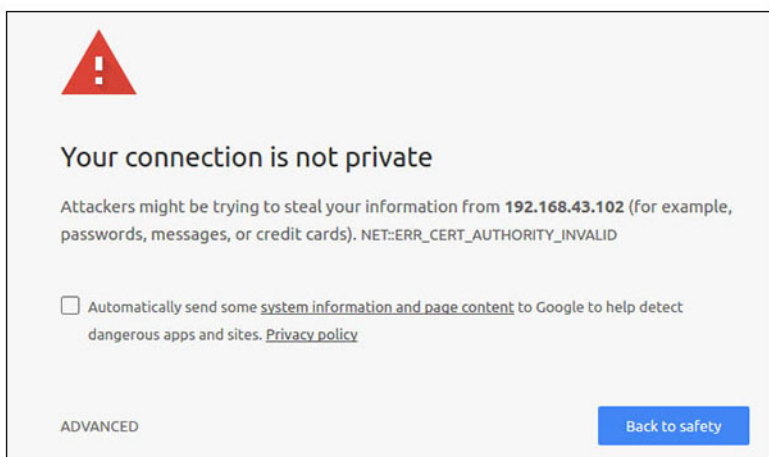 Your connection is not private
Attackers might be trying to steal your information from 192.168.43.102 (for example,
passwords, messages, or credit cards). NET::ERR_CERT_AUTHORITY_INVALID
Automatically send some system information and page content to Google to help detect
dangerous apps and sites. Privacy policy
ADVANCED
Back to safety